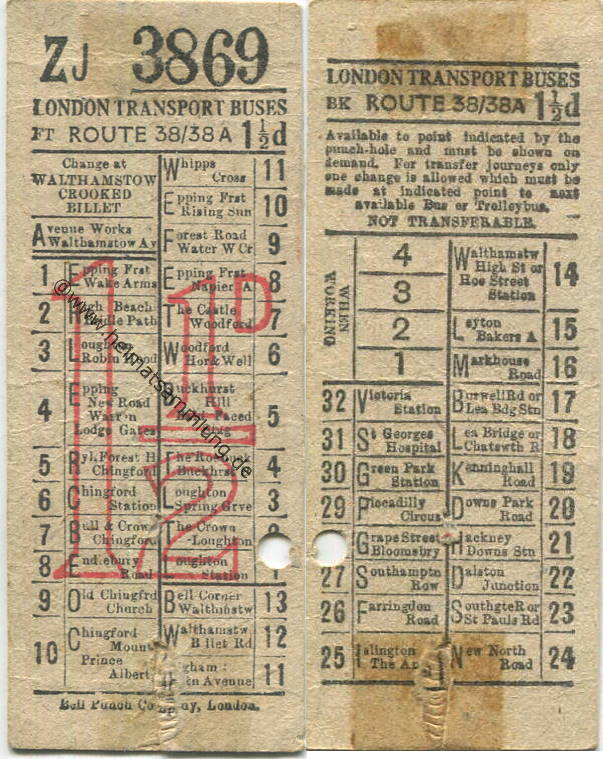 ZJ 3869
LONDON TRANSPORT BUSES
FT ROUTE 38/38A 1½d
Change at
WALTHAMSTOW
CROOKED
BILLET
Avenue Works
Walthamstow Av
1 Epping Frst
Wake Arms
2 High Beach
Path
3
Robin
4 Epping
New Road
Warr'n
Lodge Gates
5 Ryl. Forest H
Chingford
6 Chingford
Station
7 Bull & Crow
Chingford
8
Road
9 Old Chingfrd
Church
10 Chingford
Mount
Prince
Albert
Whipps
Cross 11
Epping Frst
Rising Sun 10
Forest Road
Water W Cr 9
Epping Frst
Napier A 8
The Castle
Woodford 7
Woodford
Hor& Well 6
Buckhurst
Hill
5
Buckhrst
Loughton
Spring Grve 3
The Crown
Loughton
Loughton
Station 1
Bell Corner
Walthmstw 13
Walthamstw
Billet Rd 12
Avenue 11
1½D
©www.heimatsammlung.de
Bell Punch Company, London.
LONDON TRANSPORT BUSES
BK ROUTE 38/38A 1½d
Available to point indicated by the
punch-hole and must be shown on
demand. For transfer journeys only
one change is allowed which must be
made at indicated point to next
available Bus or Trolleybus.
NOT TRANSFERABLE.
WHEN
WORKING
4
3
2
1
32 Victoria
Station
31 St Georges
Hospital
30 Green Park
Station
29 Piccadilly
Circus
Grape Street
Bloomsbury
27 Southamptn
Row
26 Farringdon
Road
25 Islington
The
Walthamstw
High St or
Hoe Street
Station 14
Leyton
Bakers A 15
Markhouse
Road 16
Burwell Rd or
Lea Bdg Stn 17
Lea Bridge or
Chatswth R 18
Kenninghall
Road 19
Downs Park
Road 20
Hackney
Downs Stn 21
Dalston
Junction 22
Southgte R or
St Pauls Rd 23
New North
Road 24